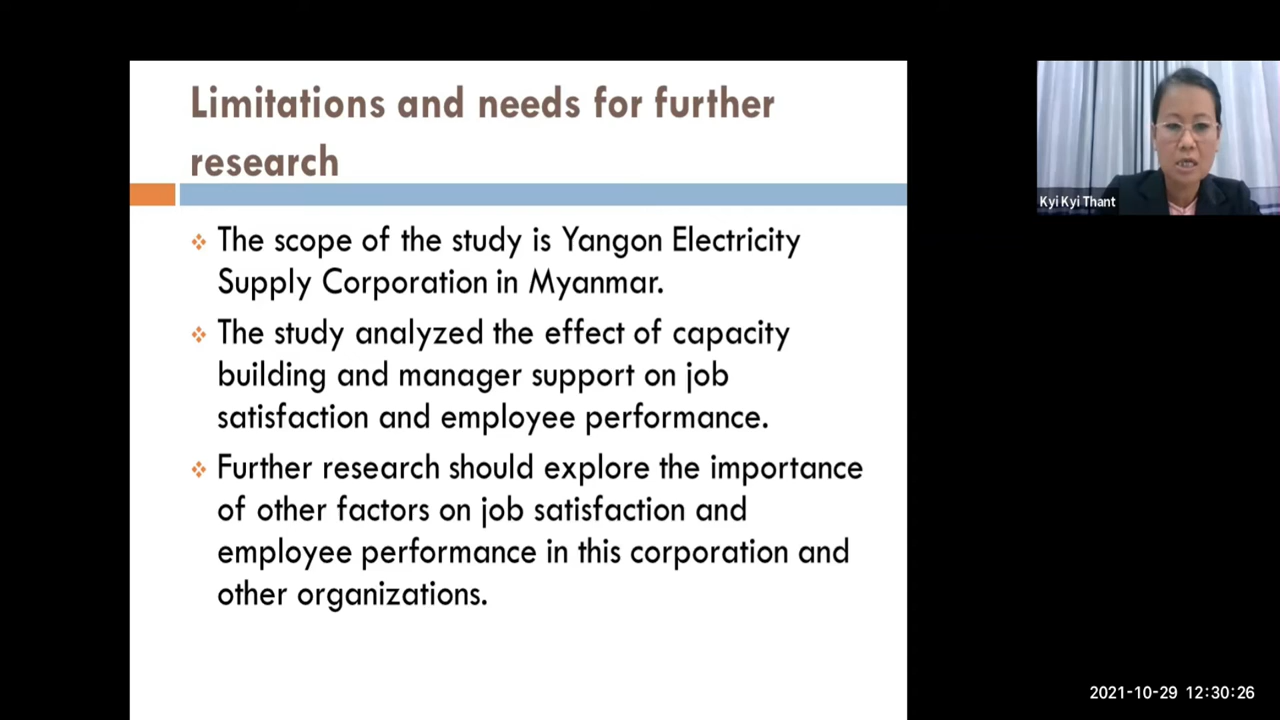 Limitations and needs for further
research
The scope of the study is Yangon Electricity
Supply Corporation in Myanmar.
The study analyzed the effect of capacity
building and manager support on job
satisfaction and employee performance.
Further research should explore the importance
of other factors on job satisfaction and
employee performance in this corporation and
other organizations.
Kyi Kyi Thant
2021-10-29 12:30:26